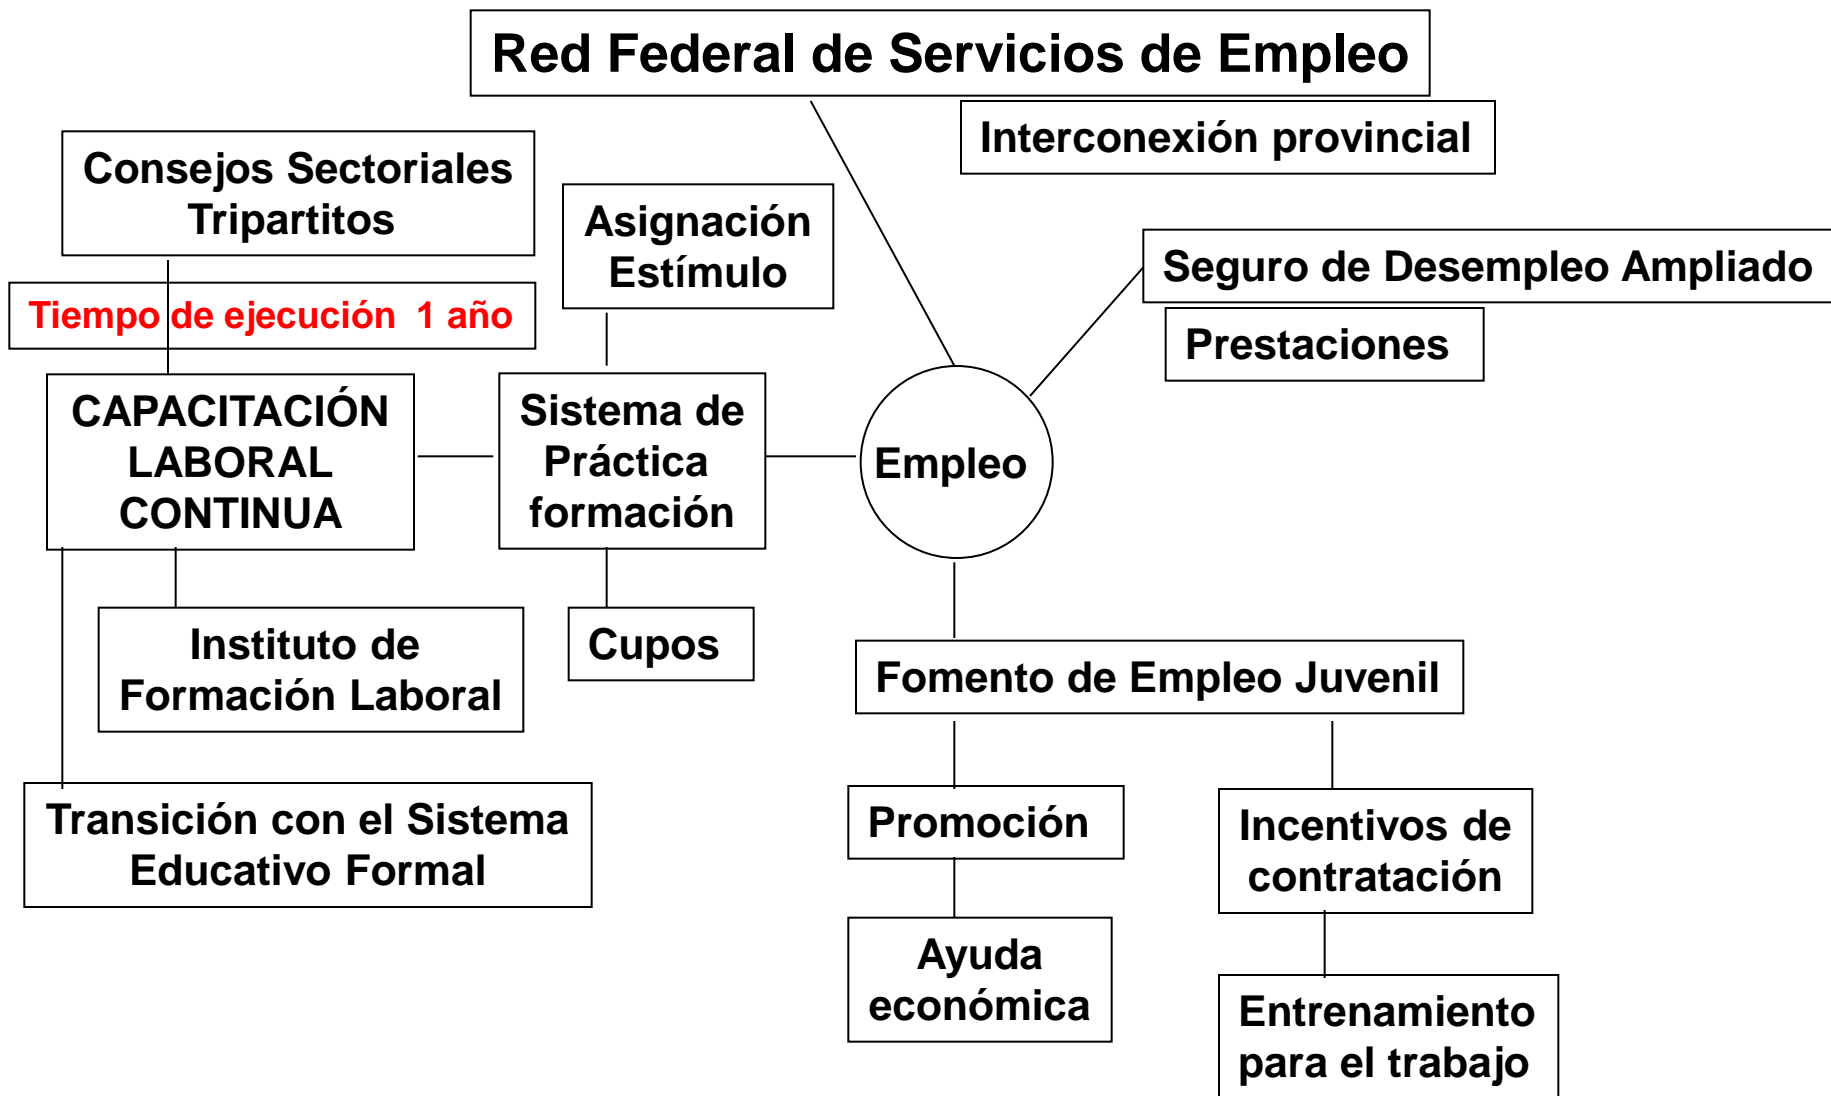 Red Federal de Servicios de Empleo
Interconexión provincial
Consejos Sectoriales
Tripartitos
Asignación
Estímulo
Seguro de Desempleo Ampliado
Tiempo de ejecución 1 año
Prestaciones
CAPACITACIÓN
LABORAL
CONTINUA
Sistema de
Práctica
formación
Empleo
Instituto de
Formación Laboral
Cupos
Fomento de Empleo Juvenil
Transición con el Sistema
Educativo Formal
Promoción
Incentivos de
contratación
Ayuda
económica
Entrenamiento
para el trabajo